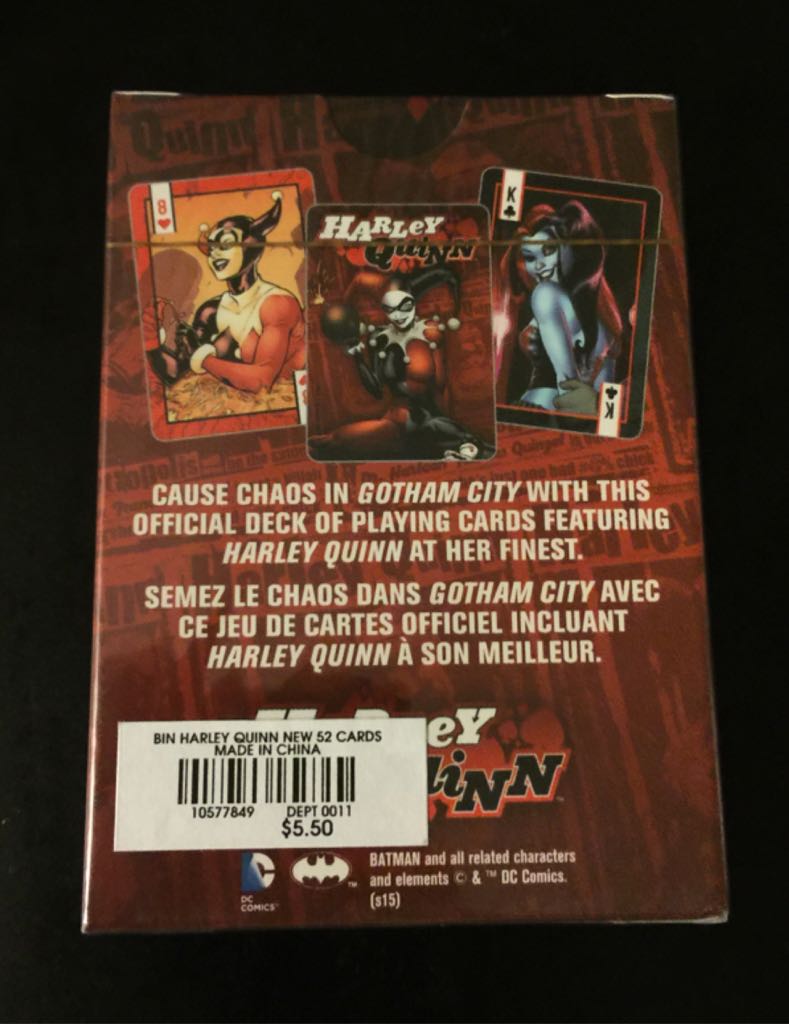 Quinn
8
K
HARLEY
QUINN
8
K
CAUSE CHAOS IN GOTHAM CITY WITH THIS
OFFICIAL DECK OF PLAYING CARDS FEATURING
HARLEY QUINN AT HER FINEST.
SEMEZ LE CHAOS DANS GOTHAM CITY AVEC
CE JEU DE CARTES OFFICIEL INCLUANT
HARLEY QUINN À SON MEILLEUR.
BIN HARLEY QUINN NEW 52 CARDS
MADE IN CHINA
10577849 DEPT 0011
$5.50
DC
COMICS™
™
BATMAN and all related characters
and elements © & ™ DC Comics.
(s15)